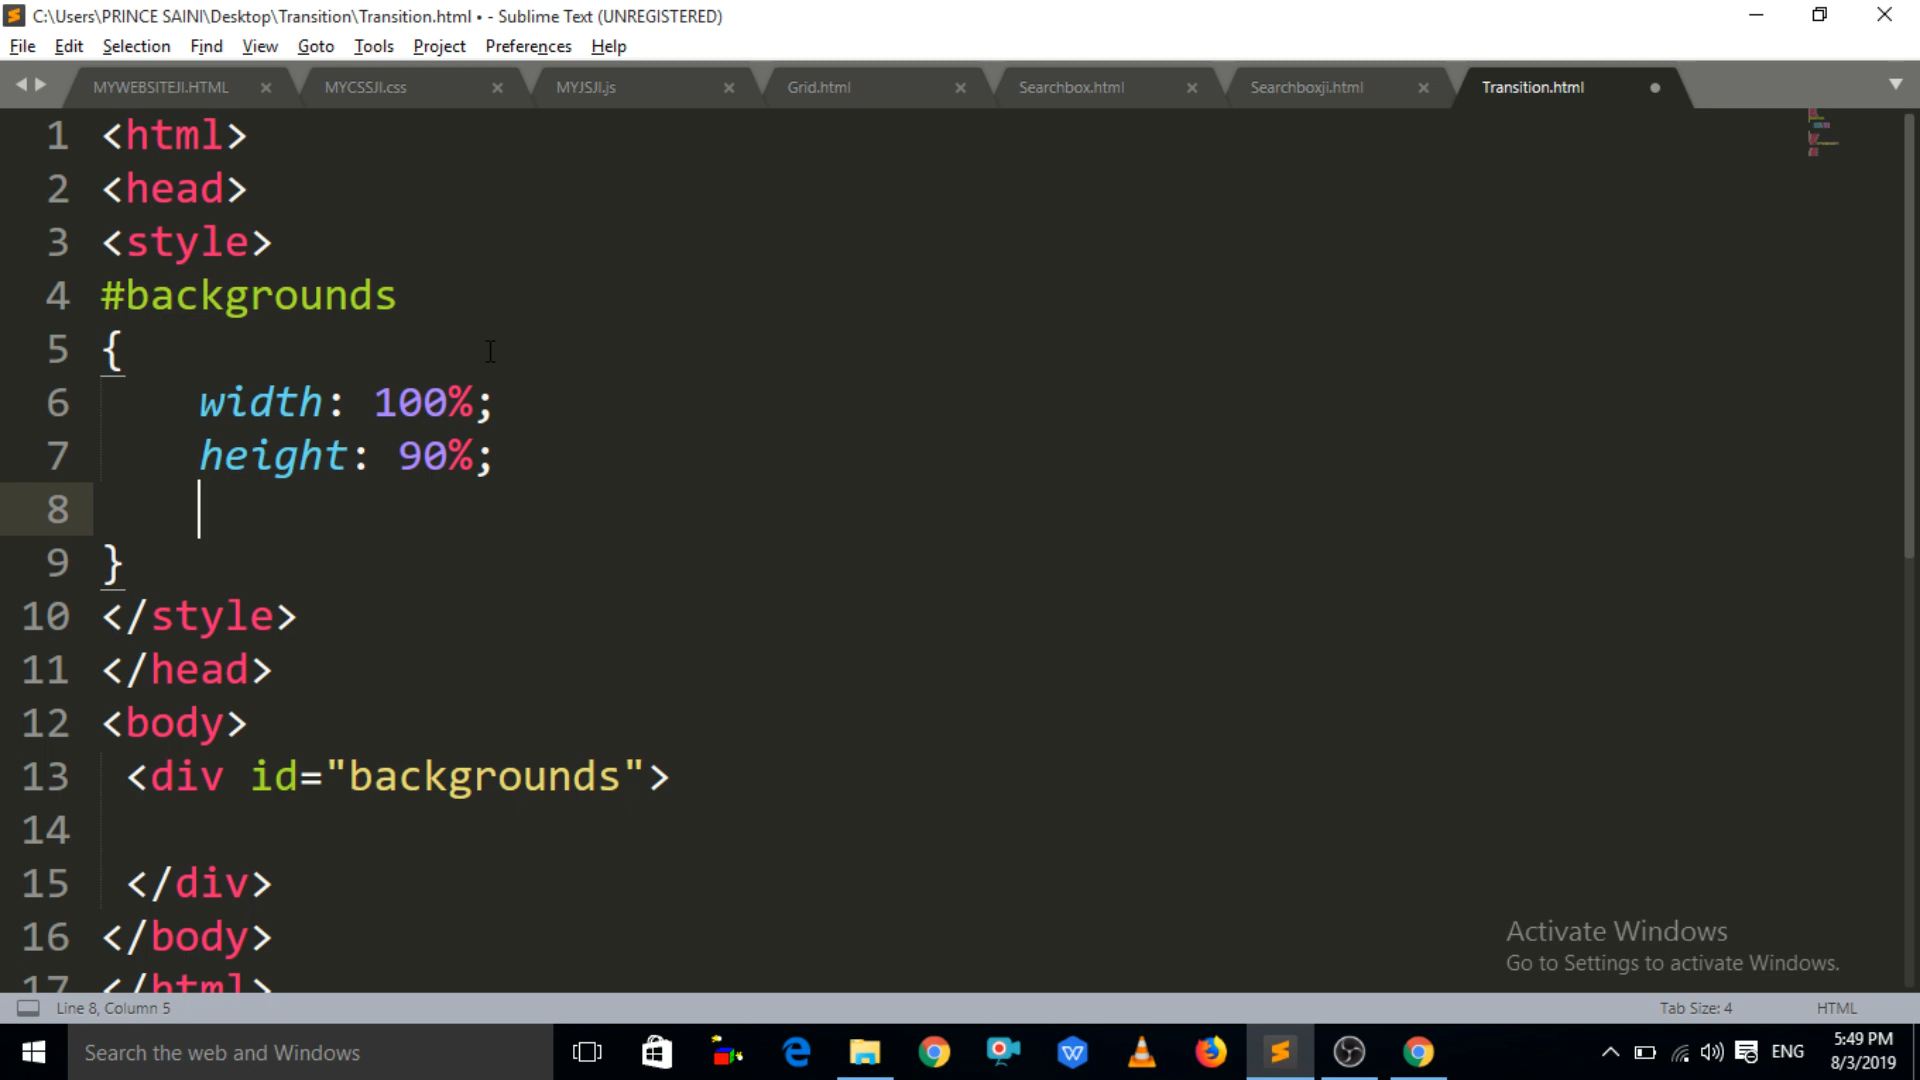 C:\Users\PRINCE SAINI\Desktop\Transition\Transition.html • - Sublime Text (UNREGISTERED)
File Edit Selection Find View Goto Tools Project Preferences Help
MYWEBSITEJI.HTML MYCSSJI.css MYJSJI.js Grid.html Searchbox.html Searchboxji.html Transition.html
1 <html>
2 <head>
3 <style>
4 #backgrounds
5 {
6 width: 100%;
7 height: 90%;
8
9 }
10 </style>
11 </head>
12 <body>
13 <div id="backgrounds">
14
15 </div>
16 </body>
17 </html>
Activate Windows
Go to Settings to activate Windows.
Line 8, Column 5 Tab Size: 4 HTML
Search the web and Windows
ENG
5:49 PM
8/3/2019